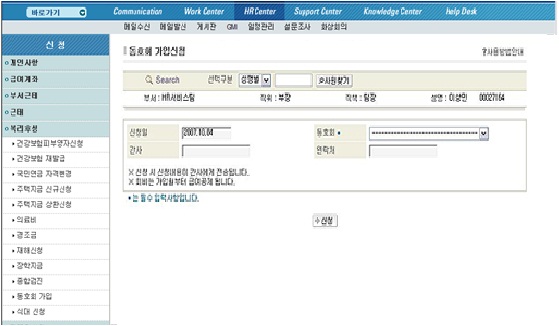 바로가기 Communication Work Center HR Center Support Center Knowledge Center Help Desk
메일수신 메일발신 게시판 GMI 일정관리 설문조사 화상회의
신 청
개인사항
급여계좌
부서근태
근태
복리후생
건강보험피부양자신청
건강보험 재발급
국민연금 자격변경
주택지금 신규신청
주택지금 상환신청
의료비
경조금
재해신청
장학지금
종합검진
동호회 가입
식대 신청
동호회 가입신청
사용방법안내
Search 선택구분 성명별 사원찾기
부서 : HR서비스팀 직위 : 부장 직책 : 팀장 성명 : 이상민 00027164
신청일 2007.10.04 동호회 •
간사 연락처
※ 신청 시 신청내용이 간사에게 전송됩니다.
※ 회비는 가입월부터 급여공제 됩니다.
• 는 필수 입력사항입니다.
신청